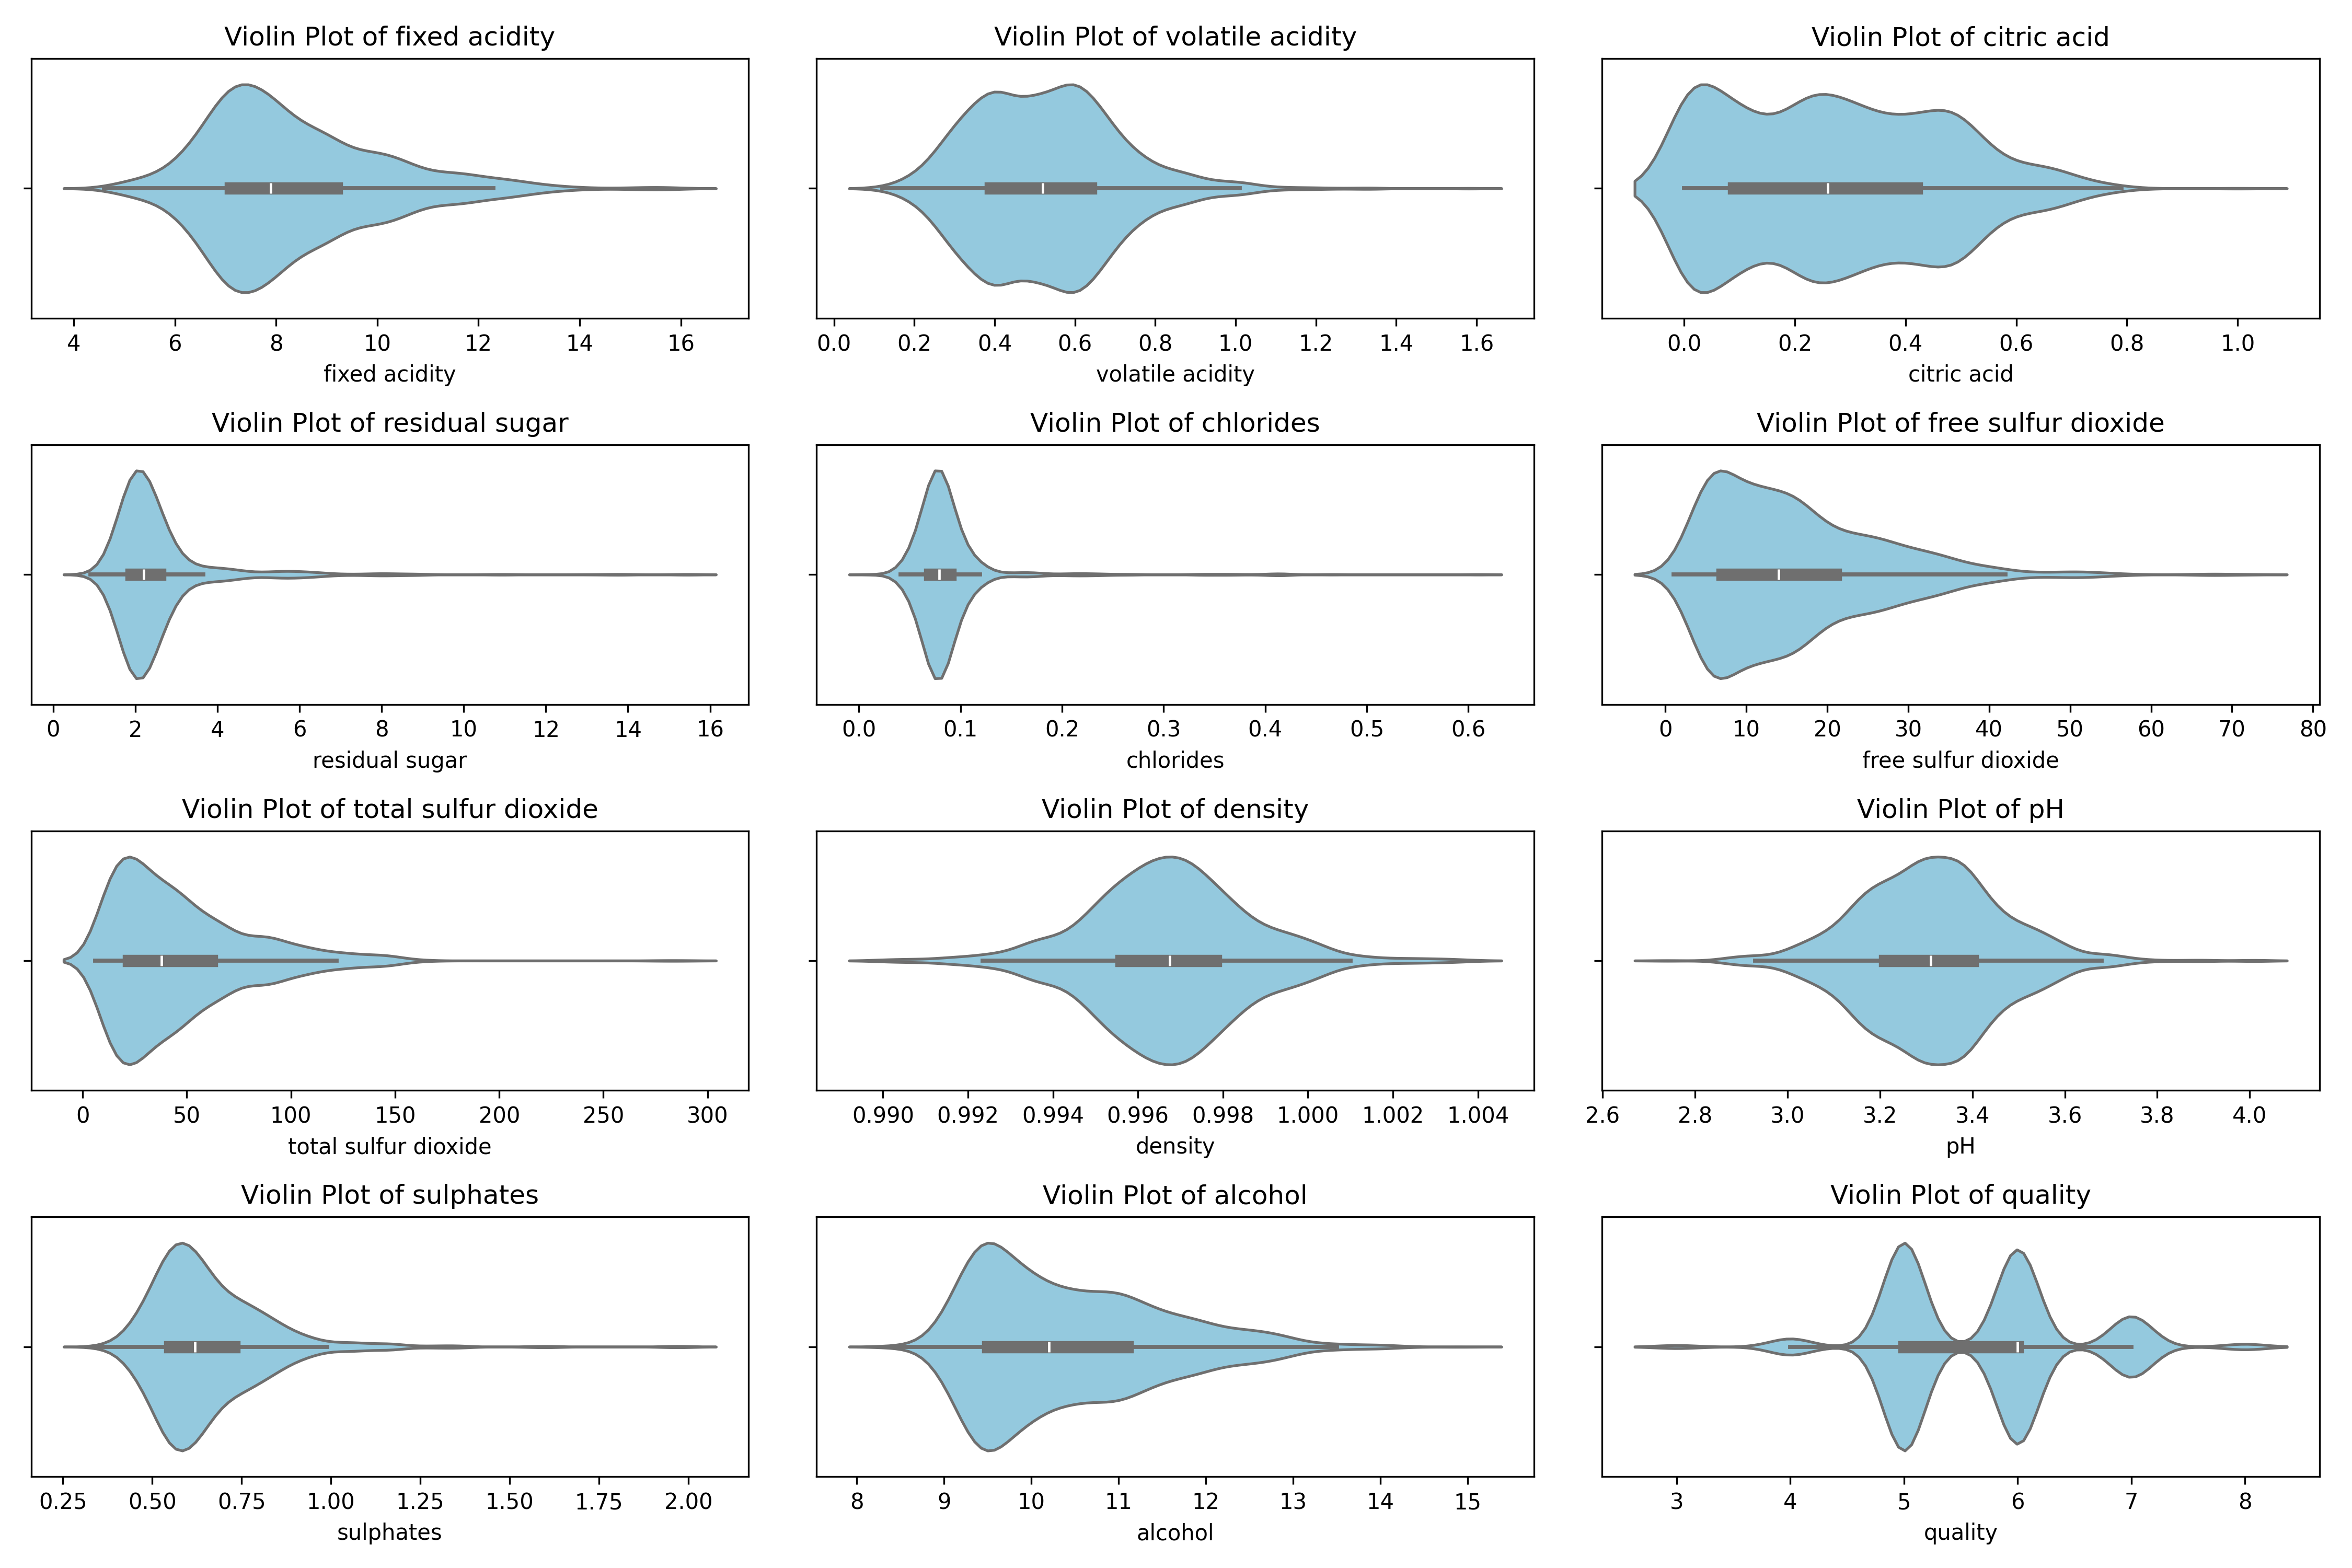 Violin Plot of fixed acidity
4 6 8 10 12 14 16
fixed acidity
Violin Plot of volatile acidity
0.0 0.2 0.4 0.6 0.8 1.0 1.2 1.4 1.6
volatile acidity
Violin Plot of citric acid
0.0 0.2 0.4 0.6 0.8 1.0
citric acid
Violin Plot of residual sugar
0 2 4 6 8 10 12 14 16
residual sugar
Violin Plot of chlorides
0.0 0.1 0.2 0.3 0.4 0.5 0.6
chlorides
Violin Plot of free sulfur dioxide
0 10 20 30 40 50 60 70 80
free sulfur dioxide
Violin Plot of total sulfur dioxide
0 50 100 150 200 250 300
total sulfur dioxide
Violin Plot of density
0.990 0.992 0.994 0.996 0.998 1.000 1.002 1.004
density
Violin Plot of pH
2.6 2.8 3.0 3.2 3.4 3.6 3.8 4.0
pH
Violin Plot of sulphates
0.25 0.50 0.75 1.00 1.25 1.50 1.75 2.00
sulphates
Violin Plot of alcohol
8 9 10 11 12 13 14 15
alcohol
Violin Plot of quality
3 4 5 6 7 8
quality